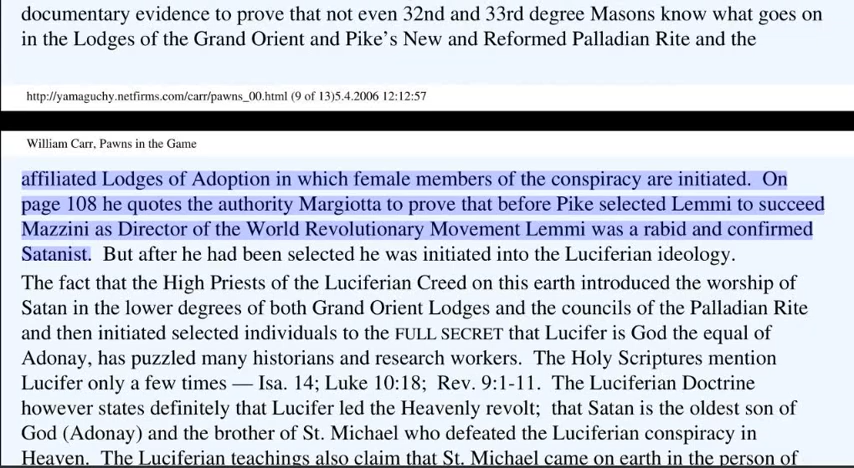 documentary evidence to prove that not even 32nd and 33rd degree Masons know what goes on
in the Lodges of the Grand Orient and Pike's New and Reformed Palladian Rite and the
http://yamaguchy.netfirms.com/carr/pawns_00.html (9 of 13)5.4.2006 12:12:57
William Carr, Pawns in the Game
affiliated Lodges of Adoption in which female members of the conspiracy are initiated. On
page 108 he quotes the authority Margiotta to prove that before Pike selected Lemmi to succeed
Mazzini as Director of the World Revolutionary Movement Lemmi was a rabid and confirmed
Satanist. But after he had been selected he was initiated into the Luciferian ideology.
The fact that the High Priests of the Luciferian Creed on this earth introduced the worship of
Satan in the lower degrees of both Grand Orient Lodges and the councils of the Palladian Rite
and then initiated selected individuals to the FULL SECRET that Lucifer is God the equal of
Adonay, has puzzled many historians and research workers. The Holy Scriptures mention
Lucifer only a few times — Isa. 14; Luke 10:18; Rev. 9:1-11. The Luciferian Doctrine
however states definitely that Lucifer led the Heavenly revolt; that Satan is the oldest son of
God (Adonay) and the brother of St. Michael who defeated the Luciferian conspiracy in
Heaven. The Luciferian teachings also claim that St. Michael came on earth in the person of